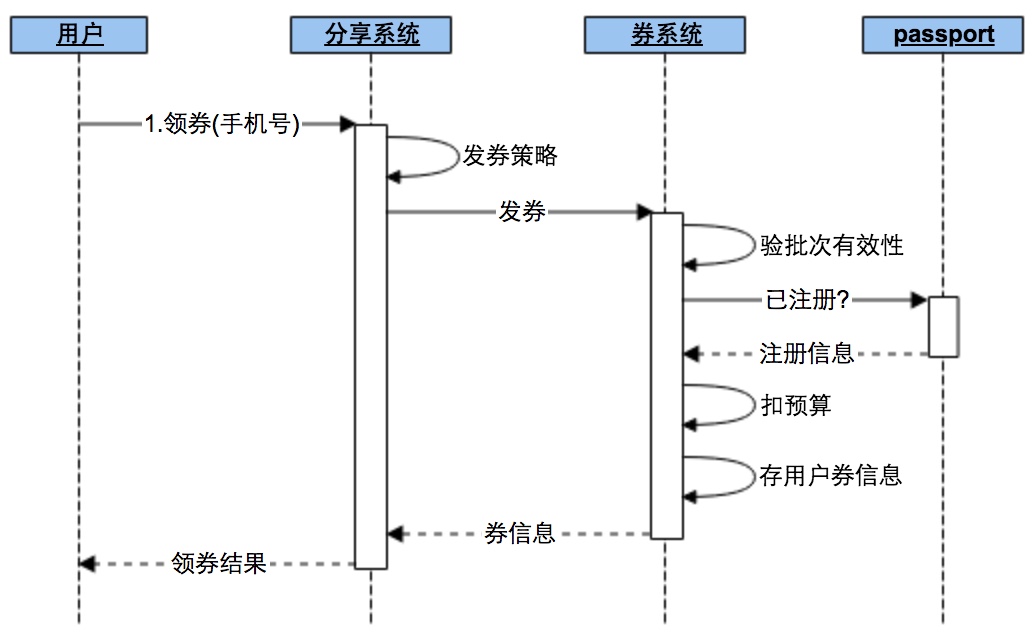 用户
分享系统
券系统
passport
1.领券(手机号)
发券策略
发券
验批次有效性
已注册?
注册信息
扣预算
存用户券信息
券信息
领券结果